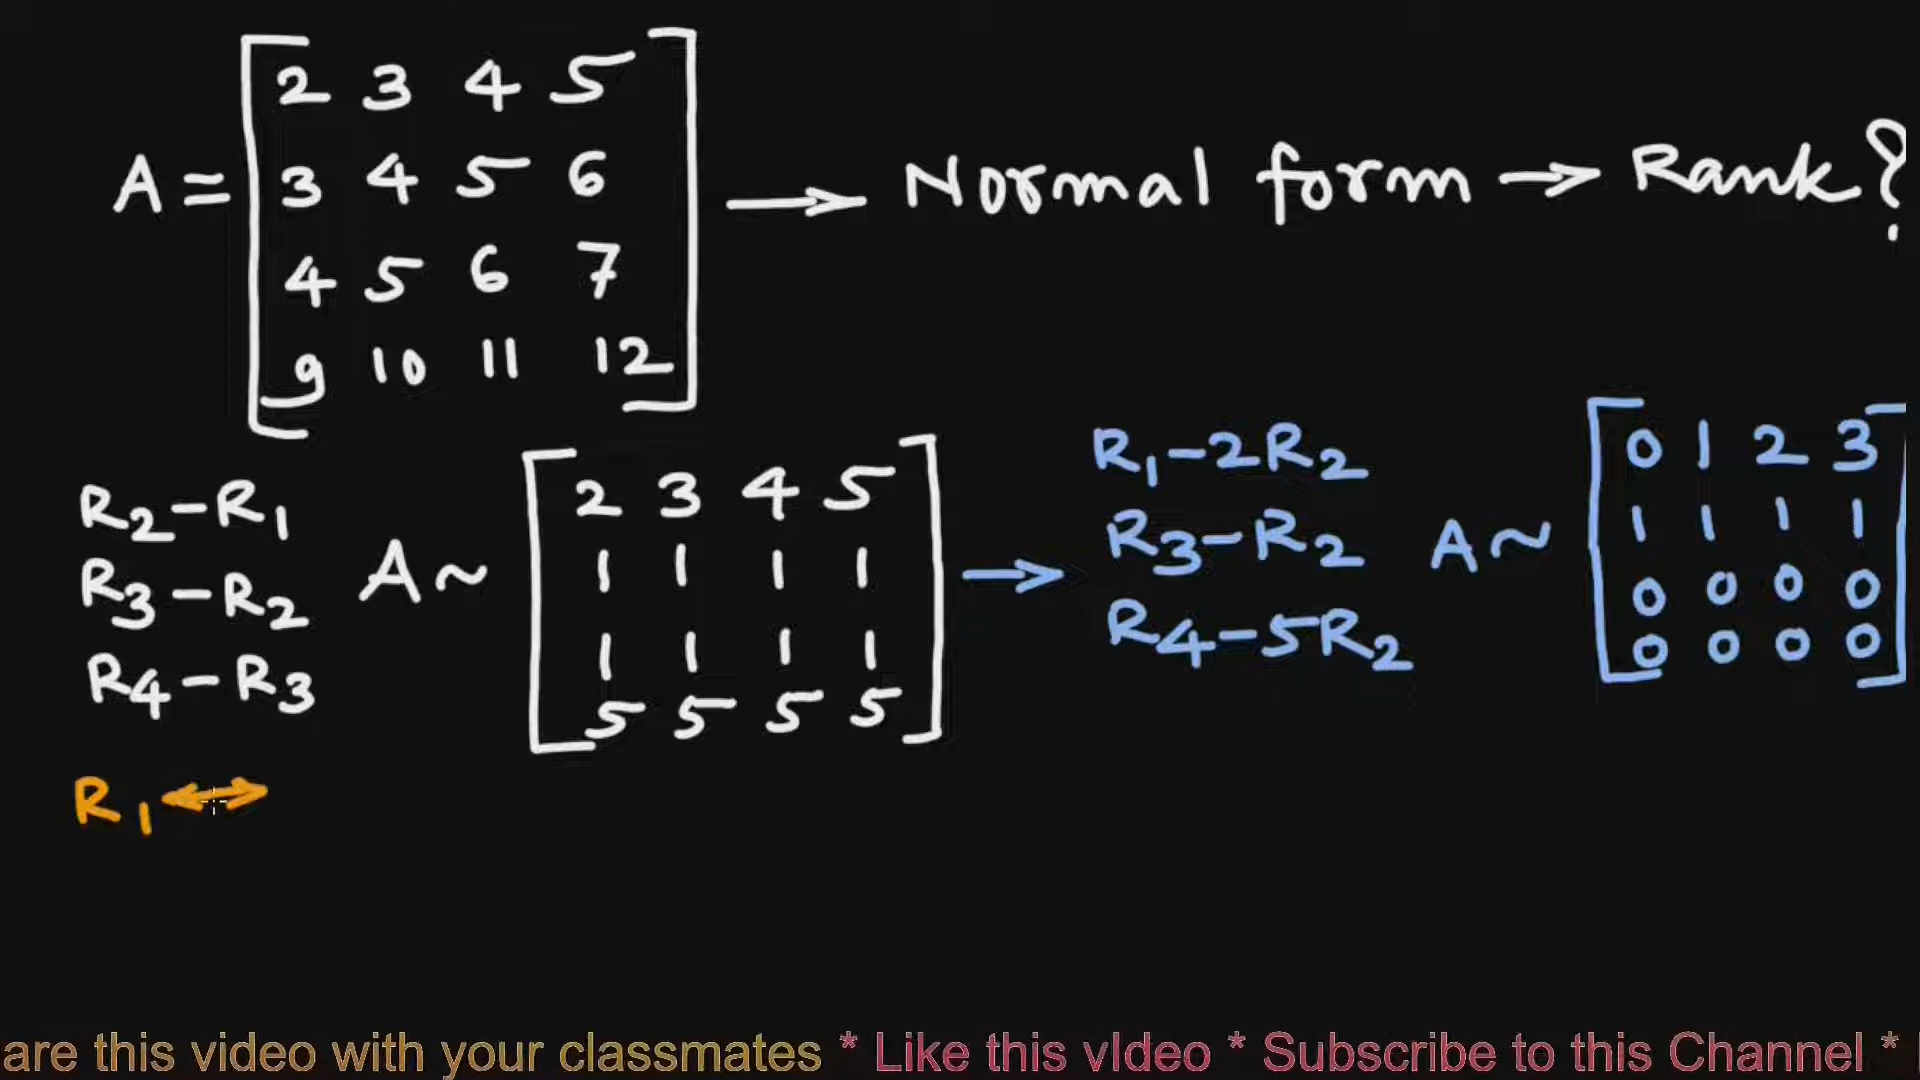 A = [2 3 4 5
3 4 5 6
4 5 6 7
9 10 11 12] → Normal form → Rank?
R₂-R₁
R₃-R₂
R₄-R₃
A ~ [2 3 4 5
1 1 1 1
1 1 1 1
5 5 5 5]
→ R₁-2R₂
R₃-R₂
R₄-5R₂
A ~ [0 1 2 3
1 1 1 1
0 0 0 0
0 0 0 0]
R₁ ↔
are this video with your classmates * Like this vIdeo * Subscribe to this Channel *